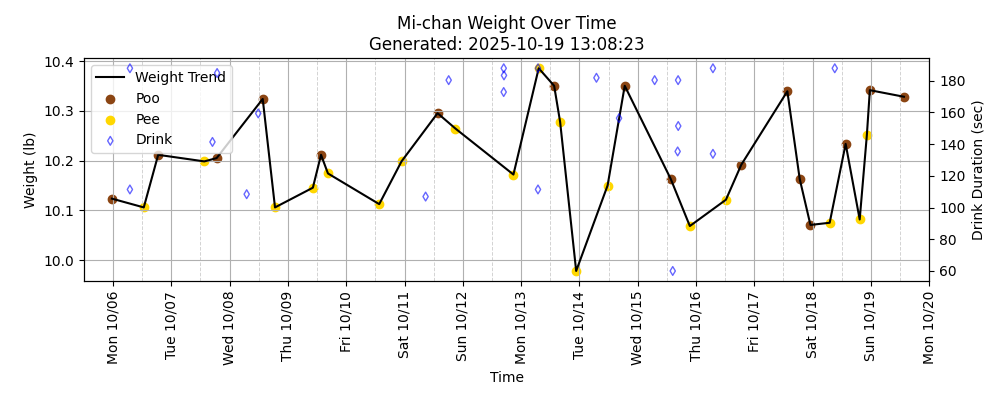 Mi-chan Weight Over Time
Generated: 2025-10-19 13:08:23
Weight (lb)
10.4
10.3
10.2
10.1
10.0
Weight Trend
Poo
Pee
Drink
180
160
140
120
100
80
60
Drink Duration (sec)
Mon 10/06
Tue 10/07
Wed 10/08
Thu 10/09
Fri 10/10
Sat 10/11
Sun 10/12
Mon 10/13
Tue 10/14
Wed 10/15
Thu 10/16
Fri 10/17
Sat 10/18
Sun 10/19
Mon 10/20
Time